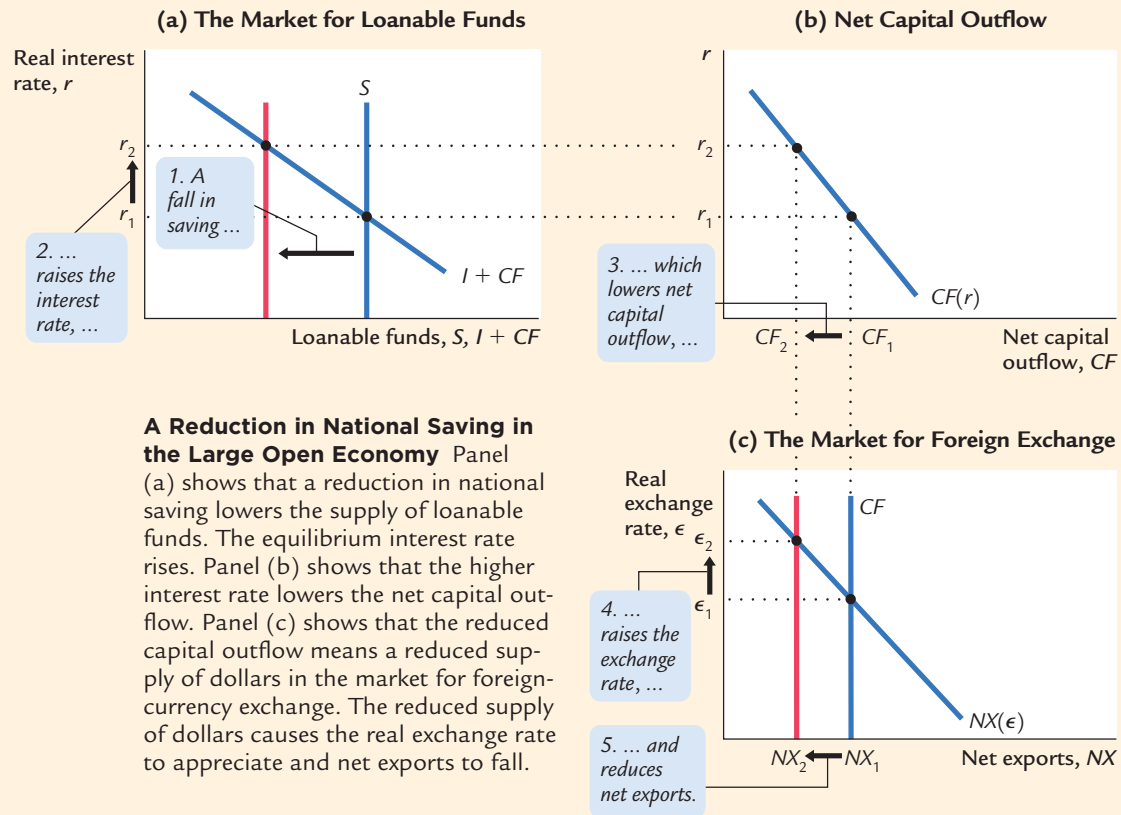 (a) The Market for Loanable Funds
Real interest
rate, r
S
r₂
r₁
1. A
fall in
saving ...
2. ...
raises the
interest
rate, ...
I + CF
Loanable funds, S, I + CF
(b) Net Capital Outflow
r
r₂
r₁
3. ... which
lowers net
capital
outflow, ...
CF(r)
CF₂
CF₁
Net capital
outflow, CF
A Reduction in National Saving in
the Large Open Economy Panel
(a) shows that a reduction in national
saving lowers the supply of loanable
funds. The equilibrium interest rate
rises. Panel (b) shows that the higher
interest rate lowers the net capital out-
flow. Panel (c) shows that the reduced
capital outflow means a reduced sup-
ply of dollars in the market for foreign-
currency exchange. The reduced supply
of dollars causes the real exchange rate
to appreciate and net exports to fall.
(c) The Market for Foreign Exchange
Real
exchange
rate, ϵ
CF
ϵ₂
ϵ₁
4. ...
raises the
exchange
rate, ...
NX(ϵ)
5. ... and
reduces
net exports.
NX₂
NX₁
Net exports, NX